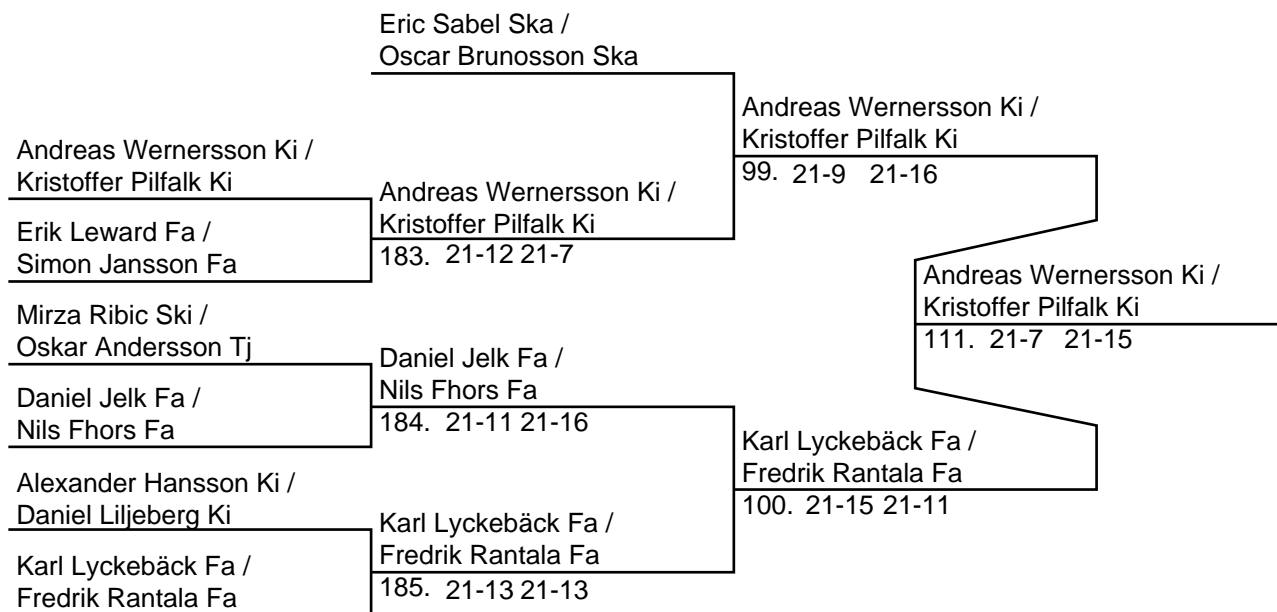 Eric Sabel Ska /
Oscar Brunosson Ska
Andreas Wernersson Ki /
Kristoffer Pilfalk Ki
99. 21-9 21-16
Andreas Wernersson Ki /
Kristoffer Pilfalk Ki
Andreas Wernersson Ki /
Kristoffer Pilfalk Ki
183. 21-12 21-7
Erik Leward Fa /
Simon Jansson Fa
Andreas Wernersson Ki /
Kristoffer Pilfalk Ki
111. 21-7 21-15
Mirza Ribic Ski /
Oskar Andersson Tj
Daniel Jelk Fa /
Nils Fhors Fa
184. 21-11 21-16
Daniel Jelk Fa /
Nils Fhors Fa
Karl Lyckebäck Fa /
Fredrik Rantala Fa
100. 21-15 21-11
Alexander Hansson Ki /
Daniel Liljeberg Ki
Karl Lyckebäck Fa /
Fredrik Rantala Fa
185. 21-13 21-13
Karl Lyckebäck Fa /
Fredrik Rantala Fa